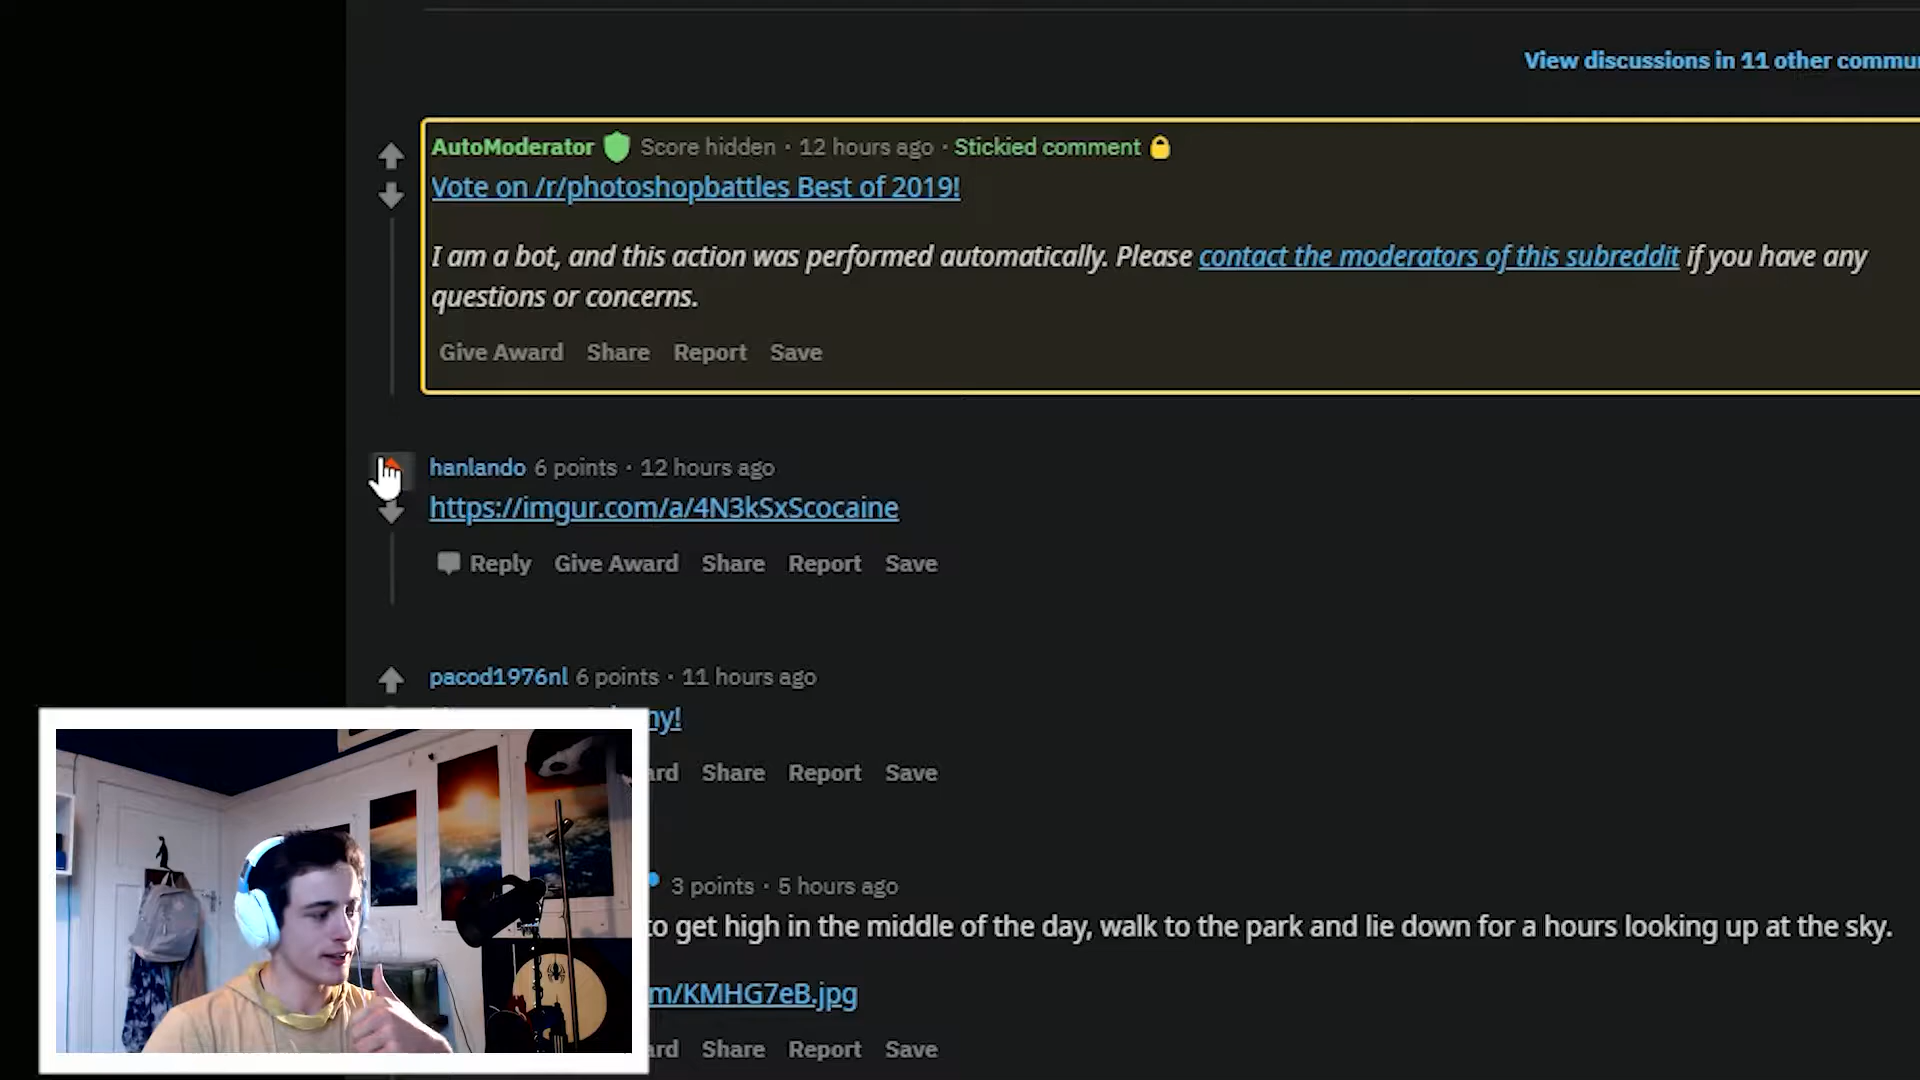 View discussions in 11 other commu
AutoModerator Score hidden · 12 hours ago · Stickied comment
Vote on /r/photoshopbattles Best of 2019!
I am a bot, and this action was performed automatically. Please contact the moderators of this subreddit if you have any
questions or concerns.
Give Award Share Report Save
hanlando 6 points · 12 hours ago
https://imgur.com/a/4N3kSxScocaine
Reply Give Award Share Report Save
pacod1976nl 6 points · 11 hours ago
ny!
ard Share Report Save
3 points · 5 hours ago
to get high in the middle of the day, walk to the park and lie down for a hours looking up at the sky.
m/KMHG7eB.jpg
ard Share Report Save